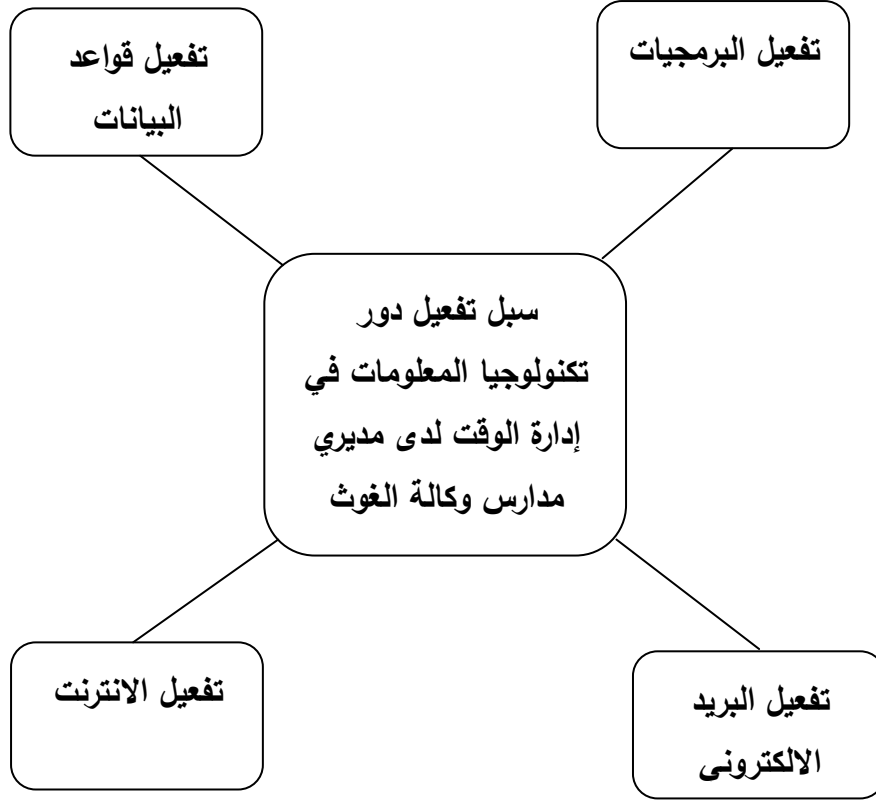 تفعيل البرمجيات
تفعيل قواعد
البيانات
سبل تفعيل دور
تكنولوجيا المعلومات في
إدارة الوقت لدى مديري
مدارس وكالة الغوث
تفعيل الانترنت
تفعيل البريد
الالكترونى